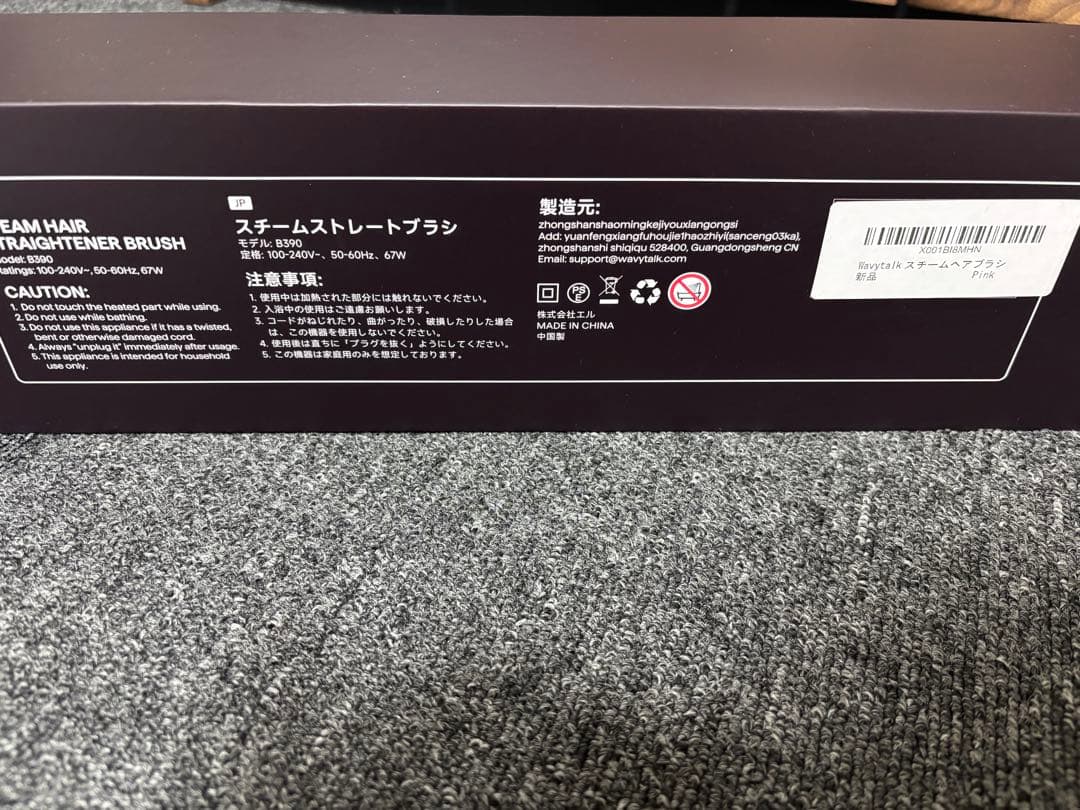 EAM HAIR
TRAIGHTENER BRUSH
odel: B390
atings: 100-240V~, 50-60Hz, 67W
CAUTION:
1. Do not touch the heated part while using.
2. Do not use while bathing.
3. Do not use this appliance if it has a twisted,
bent or otherwise damaged cord.
4. Always "unplug it" immediately after usage.
5. This appliance is intended for household
use only.
JP
スチームストレートブラシ
モデル: B390
定格: 100-240V~、50-60Hz、67W
注意事項:
1. 使用中は加熱された部分には触れないでください。
2. 入浴中の使用はご遠慮お願いします。
3. コードがねじれたり、曲がったり、破損したりした場合
は、この機器を使用しないでください。
4. 使用後は直ちに「プラグを抜く」ようにしてください。
5. この機器は家庭用のみを想定しております。
製造元:
zhongshanshaomingkejiyouxiangongsi
Add: yuanfengxiangfuhoujie1haozhiyi(sanceng03ka),
zhongshanshi shiqiqu 528400, Guangdongsheng CN
Email: support@wavytalk.com
PSE
株式会社エル
MADE IN CHINA
中国製
X001BI8MHN
Wavytalk スチームヘアブラシ
新品 Pink